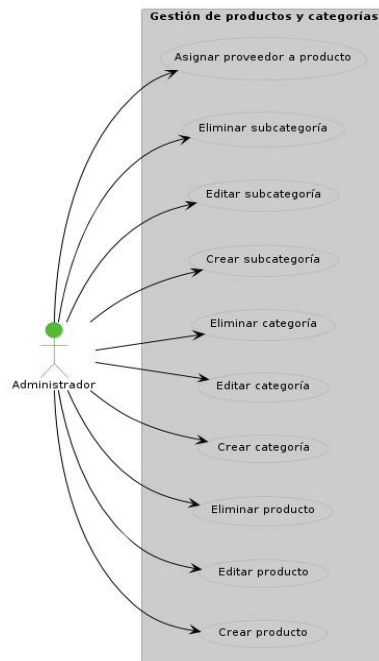 Gestión de productos y categorías
Asignar proveedor a producto
Eliminar subcategoría
Editar subcategoría
Crear subcategoría
Eliminar categoría
Administrador
Editar categoría
Crear categoría
Eliminar producto
Editar producto
Crear producto